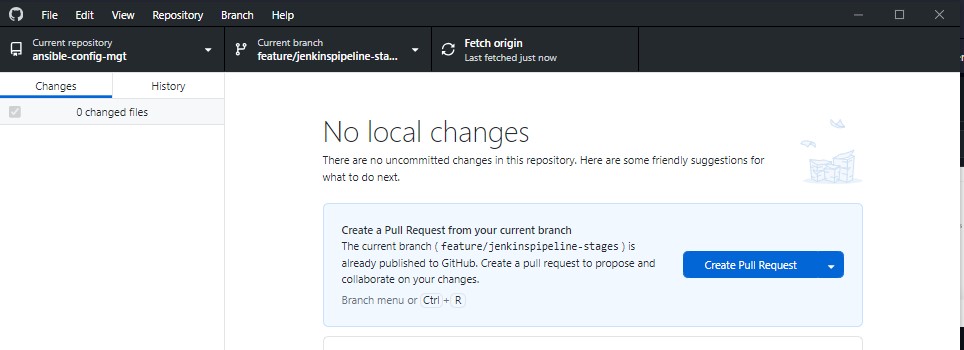 File Edit View Repository Branch Help
Current repository
ansible-config-mgt
Current branch
feature/jenkinspipeline-sta...
Fetch origin
Last fetched just now
Changes
History
0 changed files
No local changes
There are no uncommitted changes in this repository. Here are some friendly suggestions for
what to do next.
Create a Pull Request from your current branch
The current branch ( feature/jenkinspipeline-stages ) is
already published to GitHub. Create a pull request to propose and
collaborate on your changes.
Branch menu or Ctrl + R
Create Pull Request